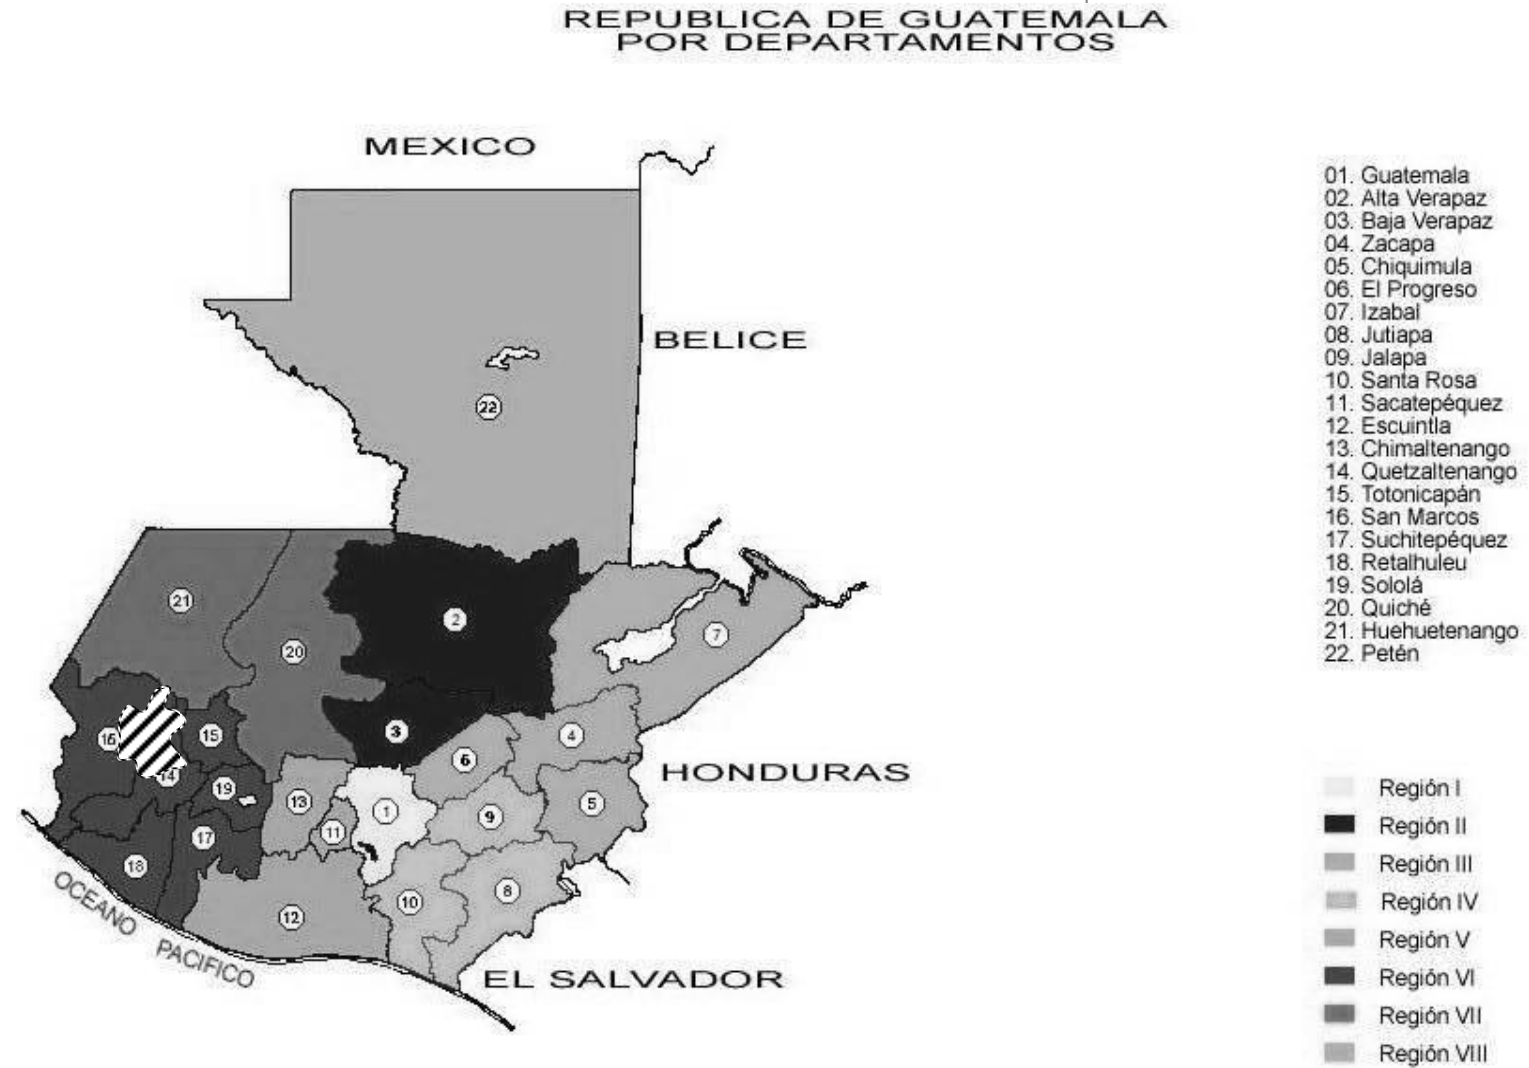 REPUBLICA DE GUATEMALA
POR DEPARTAMENTOS
MEXICO
BELICE
22
21
20
2
7
3
16
15
14
19
6
4
13
1
11
9
5
17
18
10
8
12
HONDURAS
EL SALVADOR
OCEANO PACIFICO
01. Guatemala
02. Alta Verapaz
03. Baja Verapaz
04. Zacapa
05. Chiquimula
06. El Progreso
07. Izabal
08. Jutiapa
09. Jalapa
10. Santa Rosa
11. Sacatepéquez
12. Escuintla
13. Chimaltenango
14. Quetzaltenango
15. Totonicapán
16. San Marcos
17. Suchitepéquez
18. Retalhuleu
19. Sololá
20. Quiché
21. Huehuetenango
22. Petén
Región I
Región II
Región III
Región IV
Región V
Región VI
Región VII
Región VIII